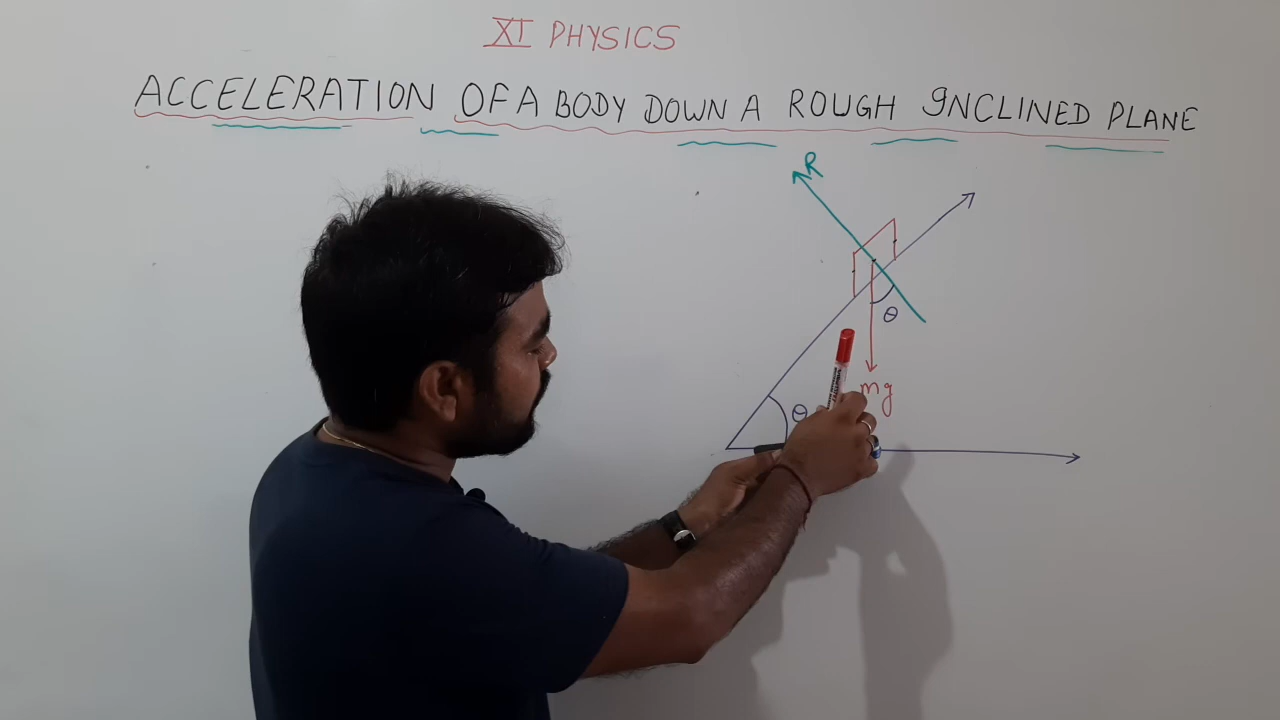 XI PHYSICS
ACCELERATION OF A BODY DOWN A ROUGH INCLINED PLANE
R
θ
mg
θ